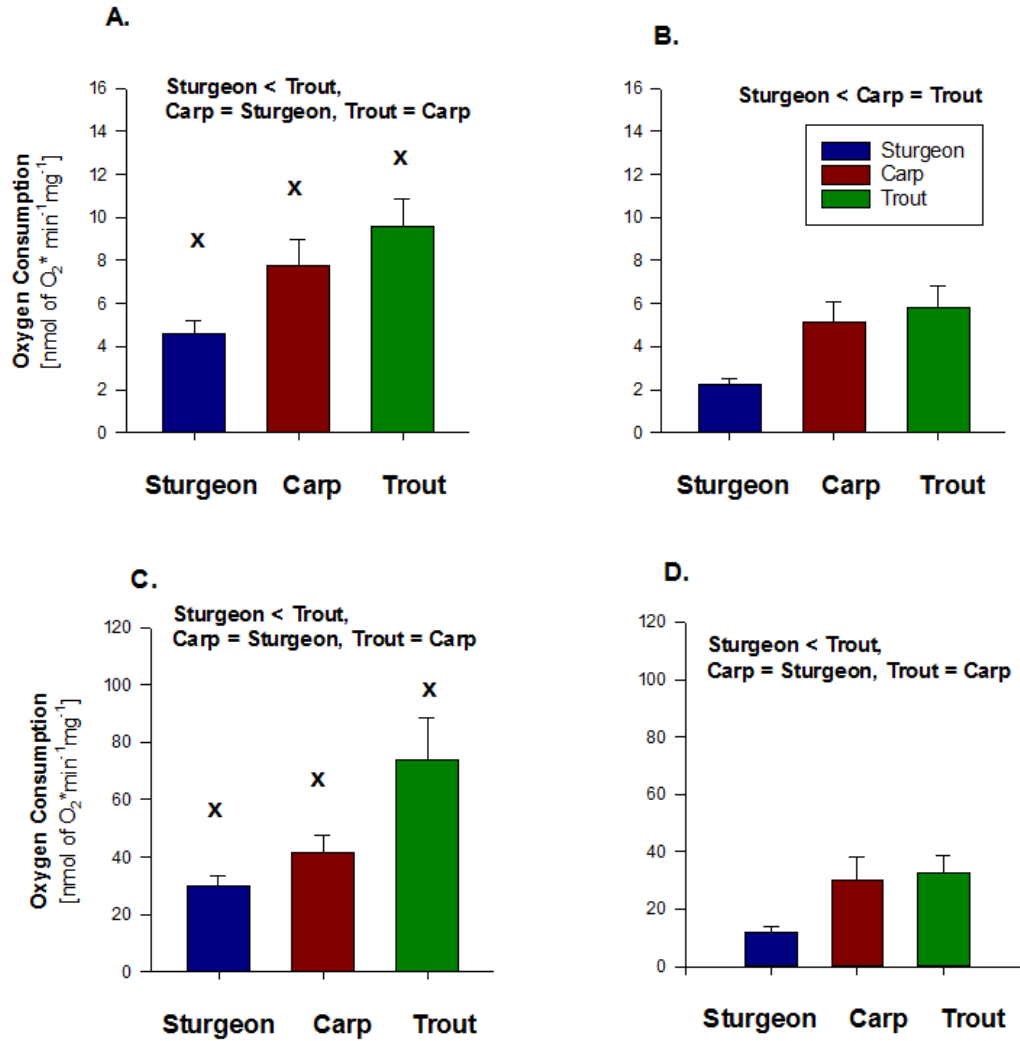 A.
Sturgeon < Trout,
Carp = Sturgeon, Trout = Carp
Oxygen Consumption
[nmol of O₂* min⁻¹mg⁻¹]
16
14
12
10
8
6
4
2
0
x
x
x
Sturgeon Carp Trout
B.
Sturgeon < Carp = Trout
Sturgeon
Carp
Trout
16
14
12
10
8
6
4
2
0
Sturgeon Carp Trout
C.
Sturgeon < Trout,
Carp = Sturgeon, Trout = Carp
Oxygen Consumption
[nmol of O₂*min⁻¹mg⁻¹]
120
100
80
60
40
20
0
x
x
x
Sturgeon Carp Trout
D.
Sturgeon < Trout,
Carp = Sturgeon, Trout = Carp
120
100
80
60
40
20
0
Sturgeon Carp Trout